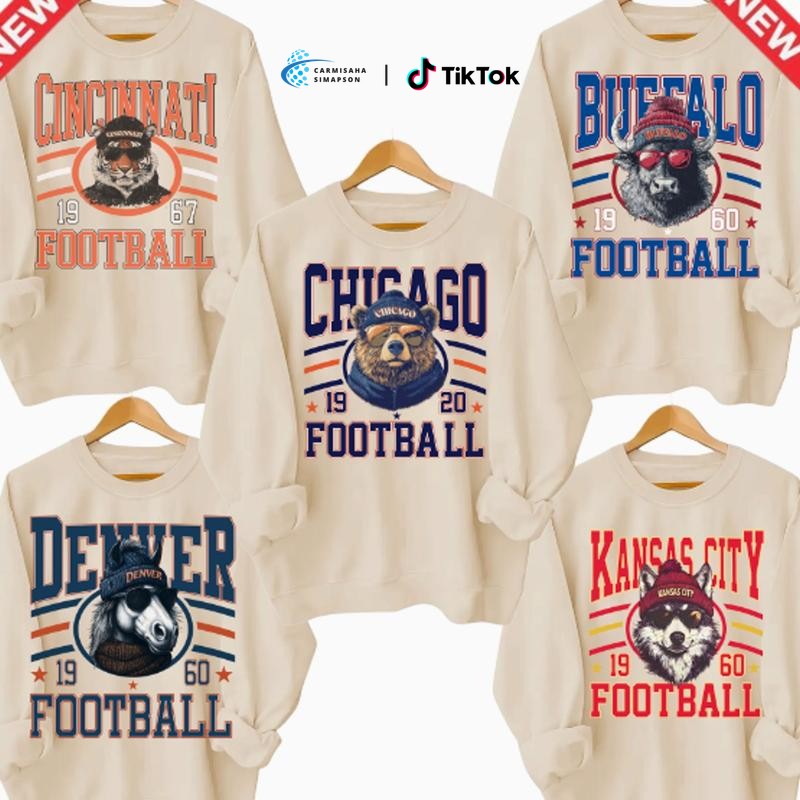 NEW
NEW
CARMISAHA
SIMAPSON
TikTok
CINCINNATI
CINCINNATI
19 67
FOOTBALL
BUFFALO
BUFFALO
19 60
FOOTBALL
CHICAGO
CHICAGO
19 20
FOOTBALL
DENVER
DENVER
19 60
FOOTBALL
KANSAS CITY
KANSAS CITY
19 60
FOOTBALL